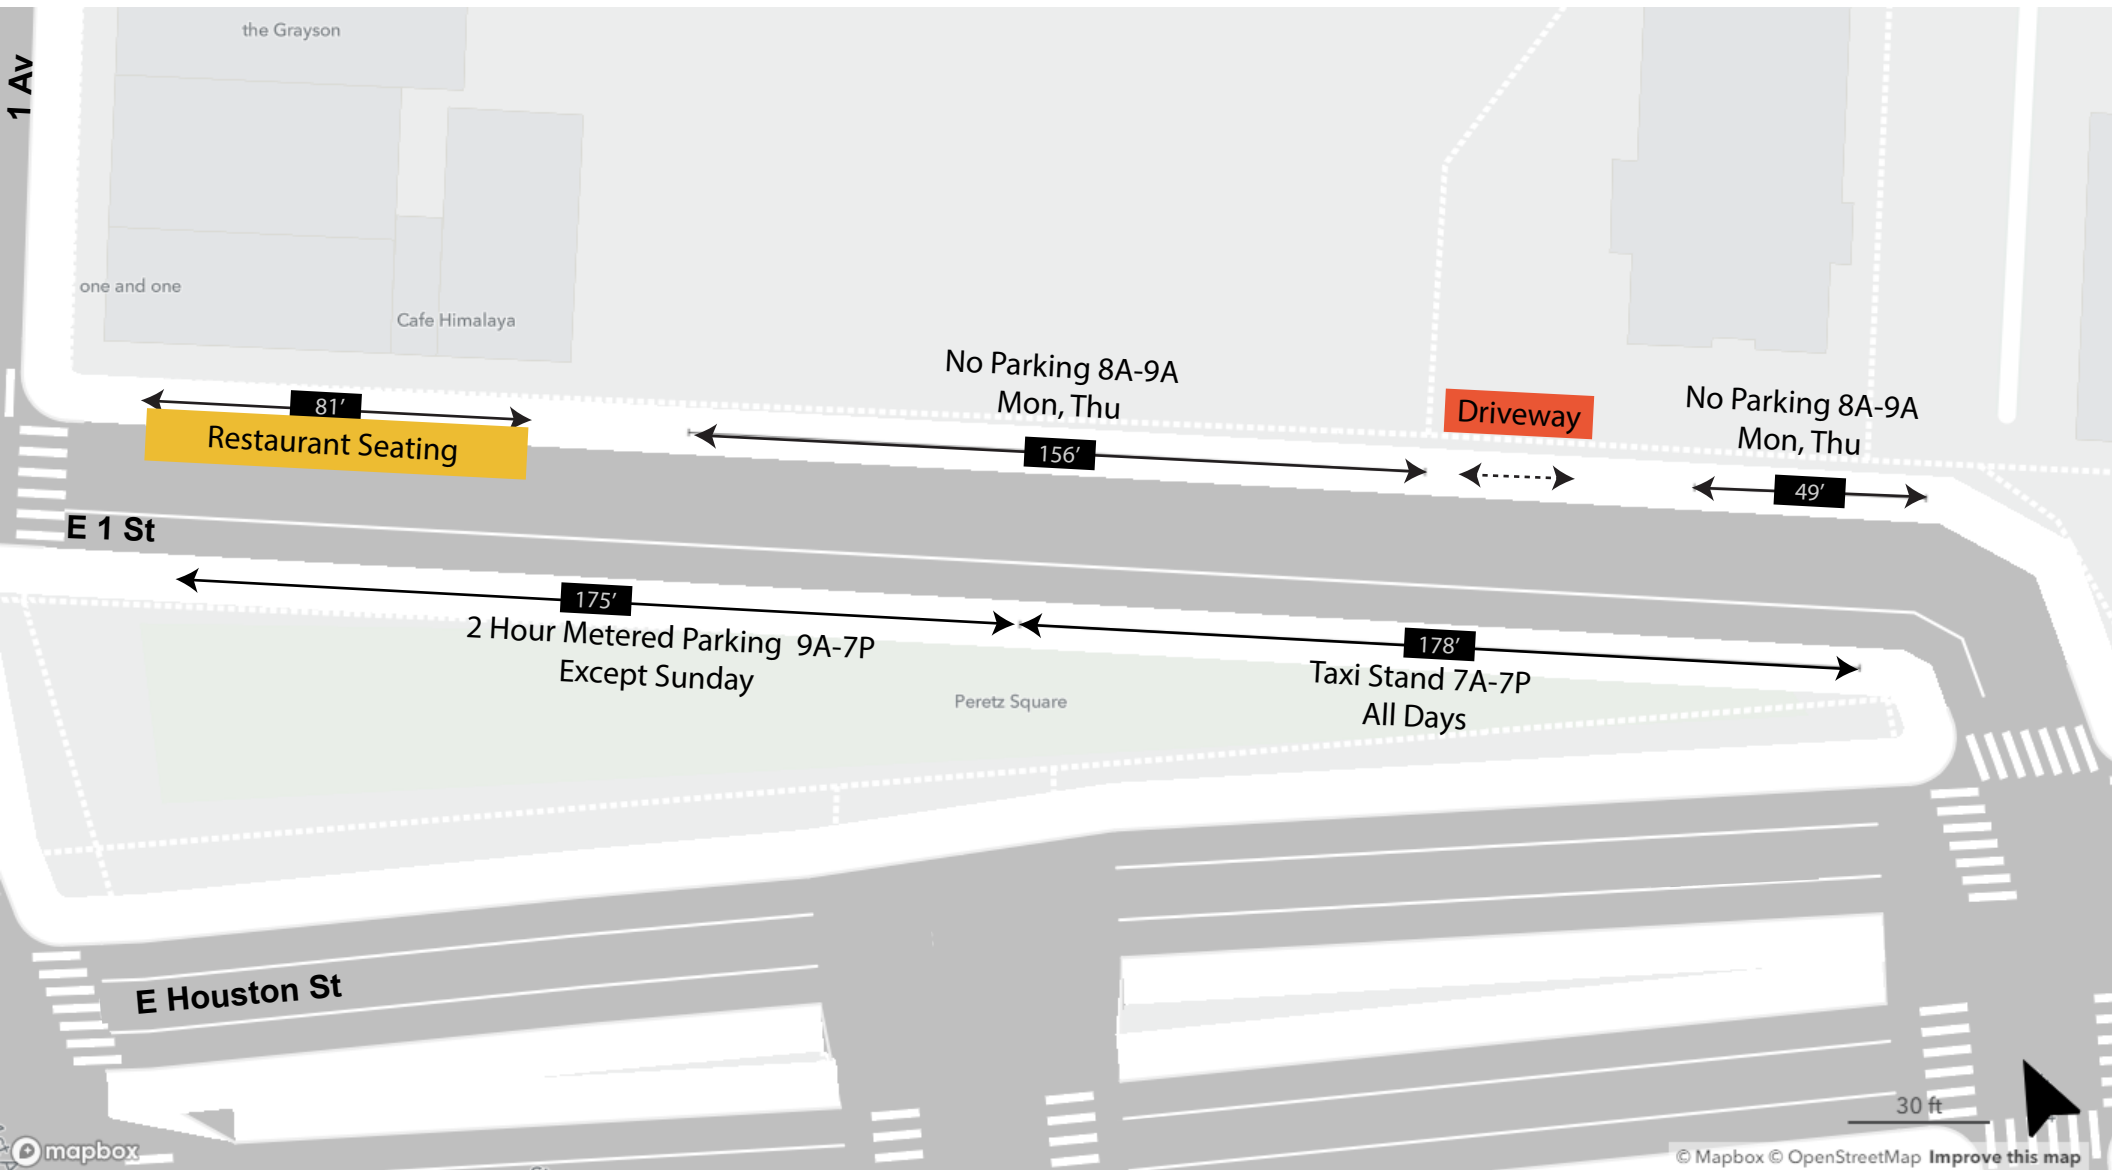 the Grayson
1 Av
one and one
Cafe Himalaya
81’
Restaurant Seating
No Parking 8A-9A
Mon, Thu
156’
Driveway
No Parking 8A-9A
Mon, Thu
49’
E 1 St
175’
2 Hour Metered Parking 9A-7P
Except Sunday
178’
Taxi Stand 7A-7P
All Days
Peretz Square
E Houston St
30 ft
mapbox
© Mapbox © OpenStreetMap Improve this map